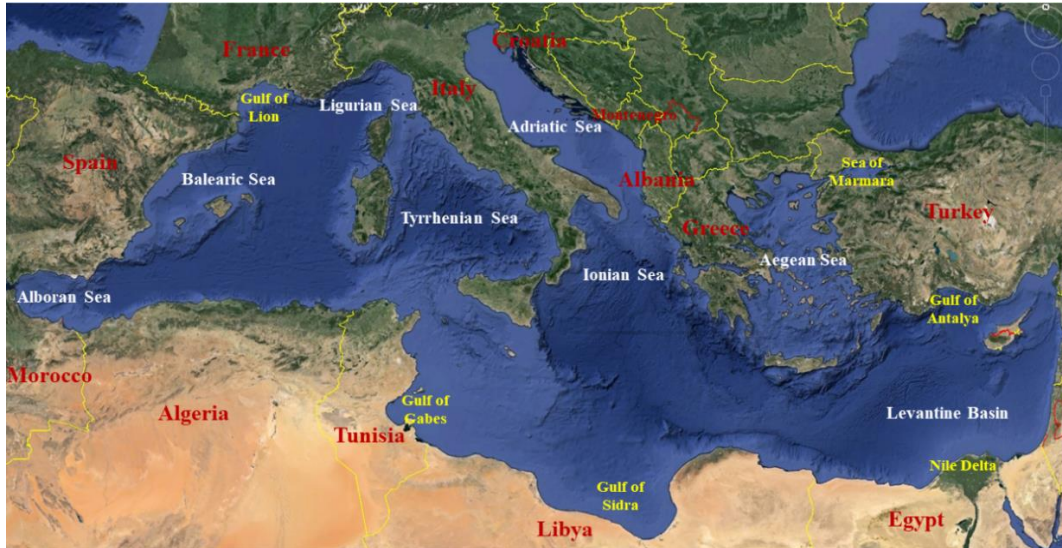 Croatia
France
Italy
Gulf of
Lion
Ligurian Sea
Montenegro
Adriatic Sea
Spain
Sea of
Marmara
Balearic Sea
Albania
Tyrrhenian Sea
Turkey
Greece
Aegean Sea
Ionian Sea
Alboran Sea
Gulf of
Antalya
Morocco
Gulf of
Gabes
Algeria
Levantine Basin
Tunisia
Nile Delta
Gulf of
Sidra
Libya
Egypt